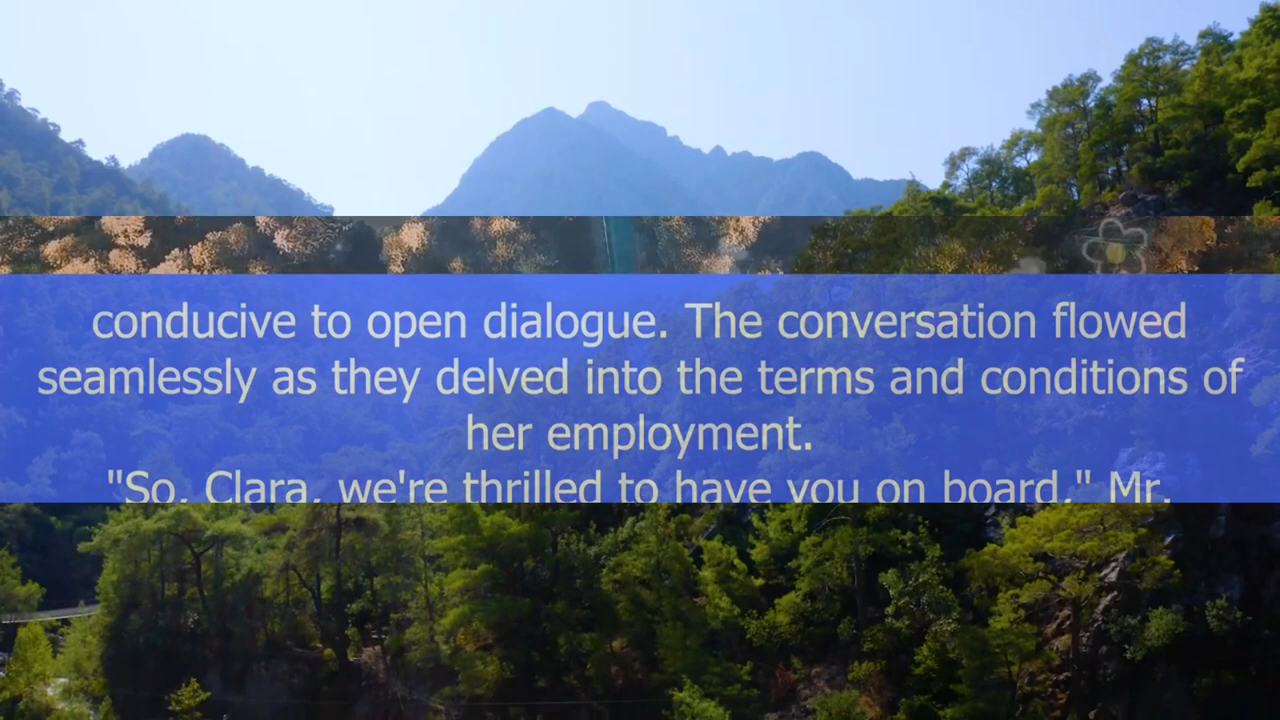 conducive to open dialogue. The conversation flowed
seamlessly as they delved into the terms and conditions of
her employment.
"So, Clara, we're thrilled to have you on board," Mr.